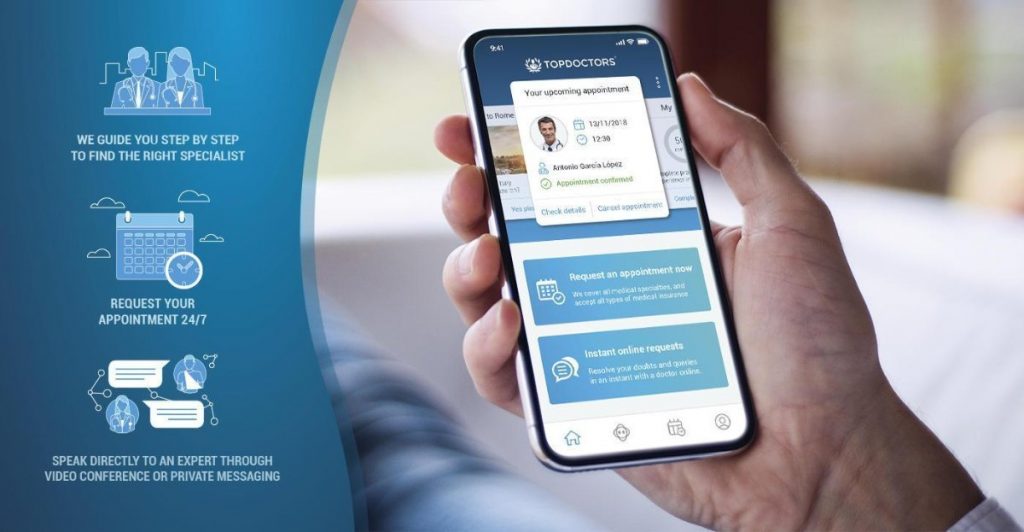 WE GUIDE YOU STEP BY STEP
TO FIND THE RIGHT SPECIALIST
REQUEST YOUR
APPOINTMENT 24/7
SPEAK DIRECTLY TO AN EXPERT THROUGH
VIDEO CONFERENCE OR PRIVATE MESSAGING
9:41
TOPDOCTORS
Your upcoming appointment
to Rome
My
13/11/2018
12:30
Antonio García López
Appointment confirmed
Yes
Check details
Cancel appointment
Request an appointment now
We cover all medical specialties, and
accept all types of medical insurance
Instant online requests
Resolve your doubts and queries
in an instant with a doctor online.